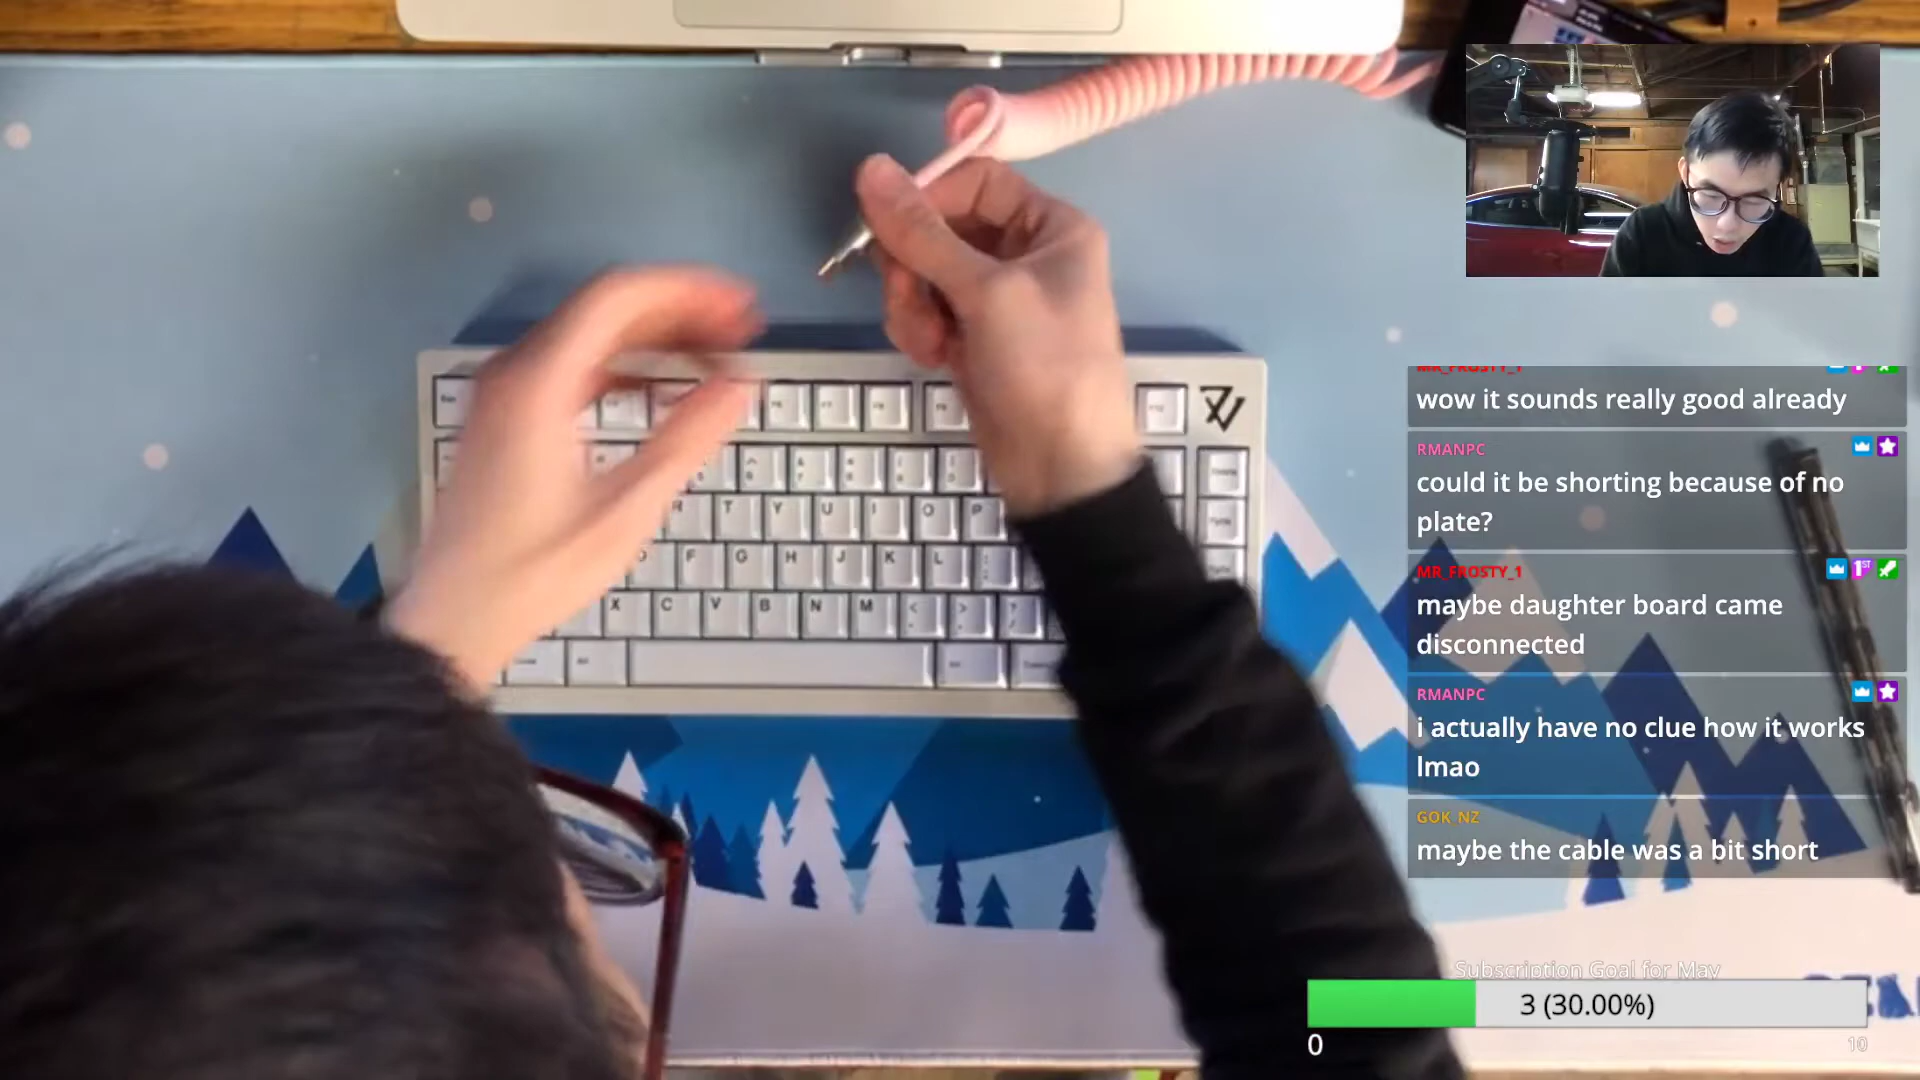 MR_FROSTY_1
wow it sounds really good already
RMANPC
could it be shorting because of no
plate?
MR_FROSTY_1
1ST
maybe daughter board came
disconnected
RMANPC
i actually have no clue how it works
lmao
GOK NZ
maybe the cable was a bit short
Subscription Goal for May
3 (30.00%)
0
10
R T Y U I O P
F G H J K L
X C V B N M